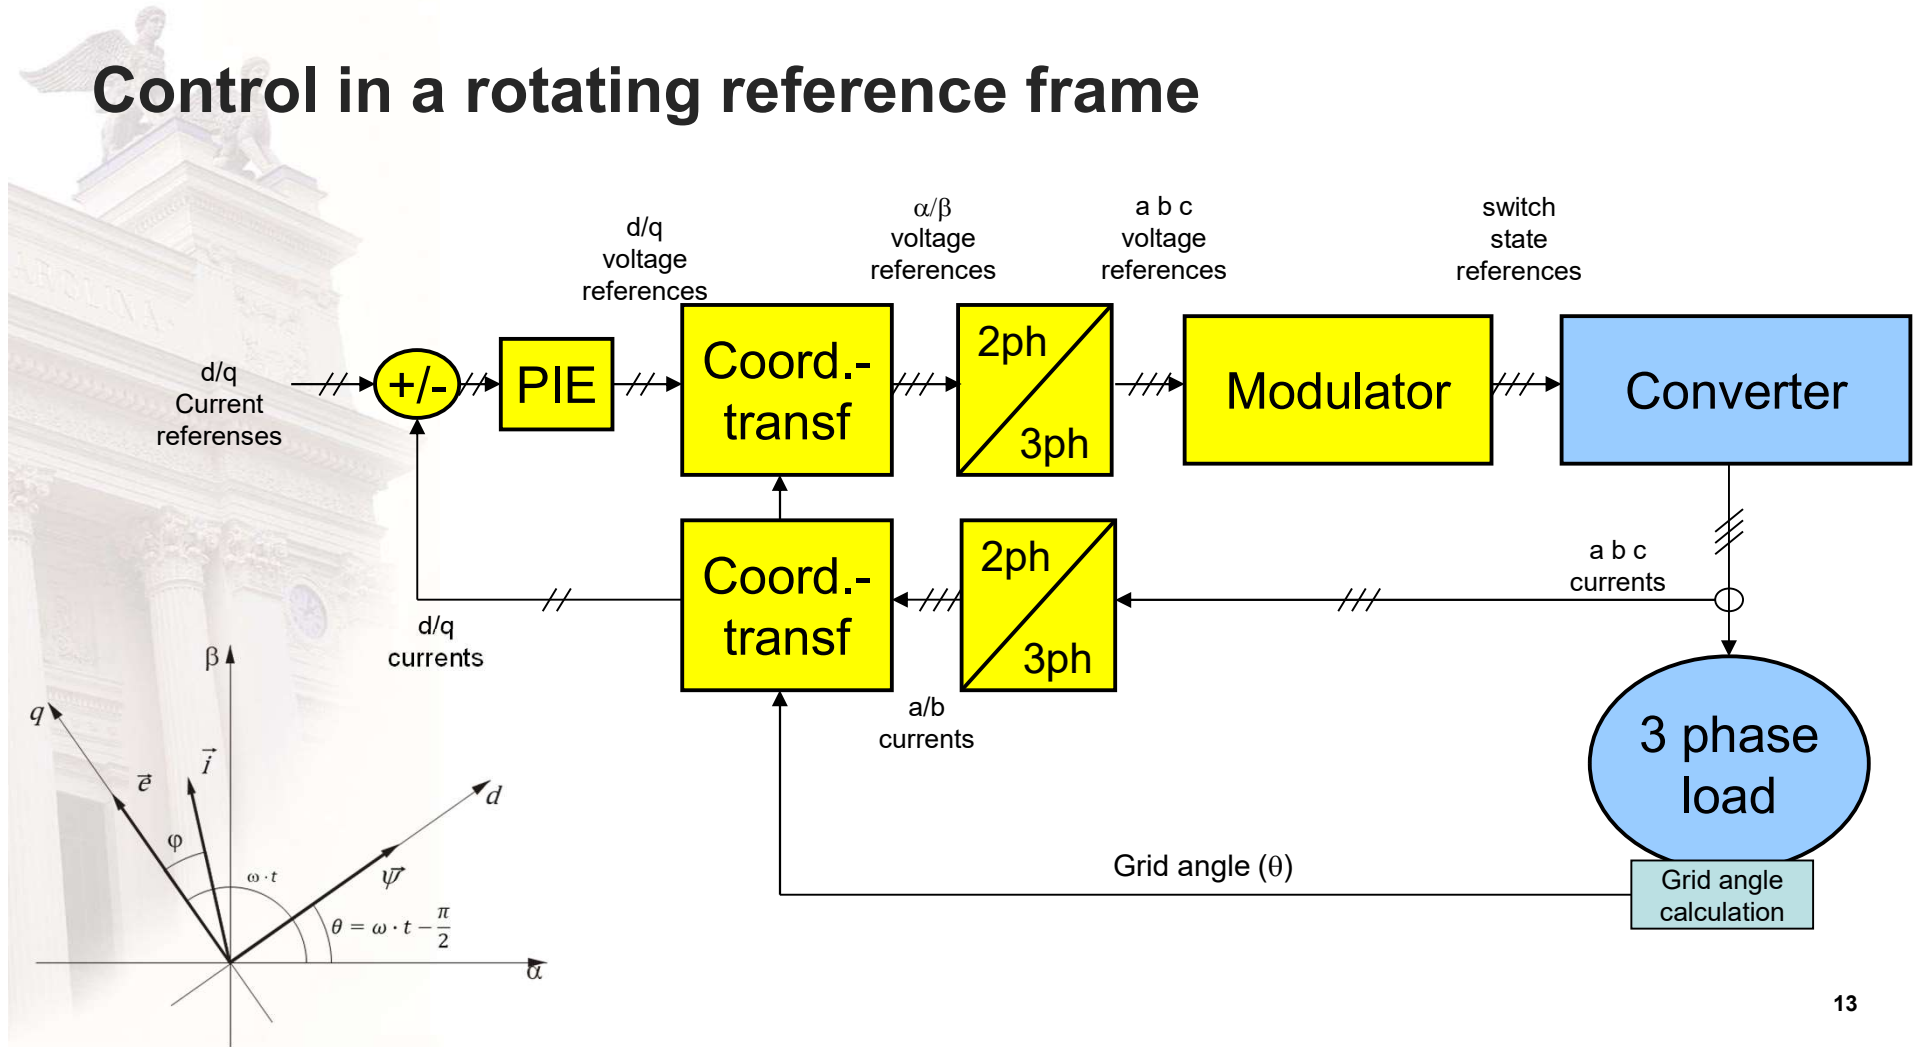 Control in a rotating reference frame
d/q
Current
referenses
+/-
PIE
d/q
voltage
references
Coord.-
transf
α/β
voltage
references
2ph
3ph
a b c
voltage
references
Modulator
switch
state
references
Converter
a b c
currents
2ph
3ph
a/b
currents
Coord.-
transf
d/q
currents
3 phase
load
Grid angle
calculation
Grid angle (θ)
β
q
e⃗
i⃗
d
φ
ω · t
ψ⃗
θ = ω · t − π/2
α
13